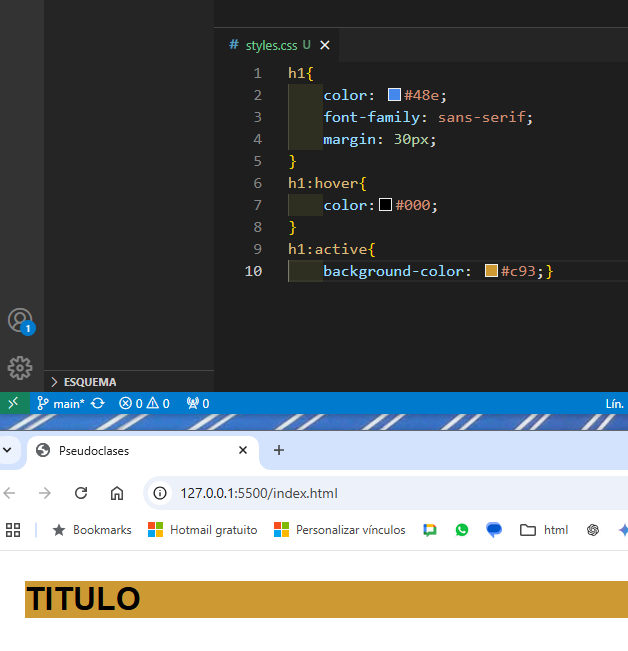 # styles.css U ×
1 h1{
2 color: #48e;
3 font-family: sans-serif;
4 margin: 30px;
5 }
6 h1:hover{
7 color: #000;
8 }
9 h1:active{
10 background-color: #c93;}
1
ESQUEMA
main* 0 0 0 Lín.
Pseudoclases
127.0.0.1:5500/index.html
Bookmarks Hotmail gratuito Personalizar vínculos html
TITULO